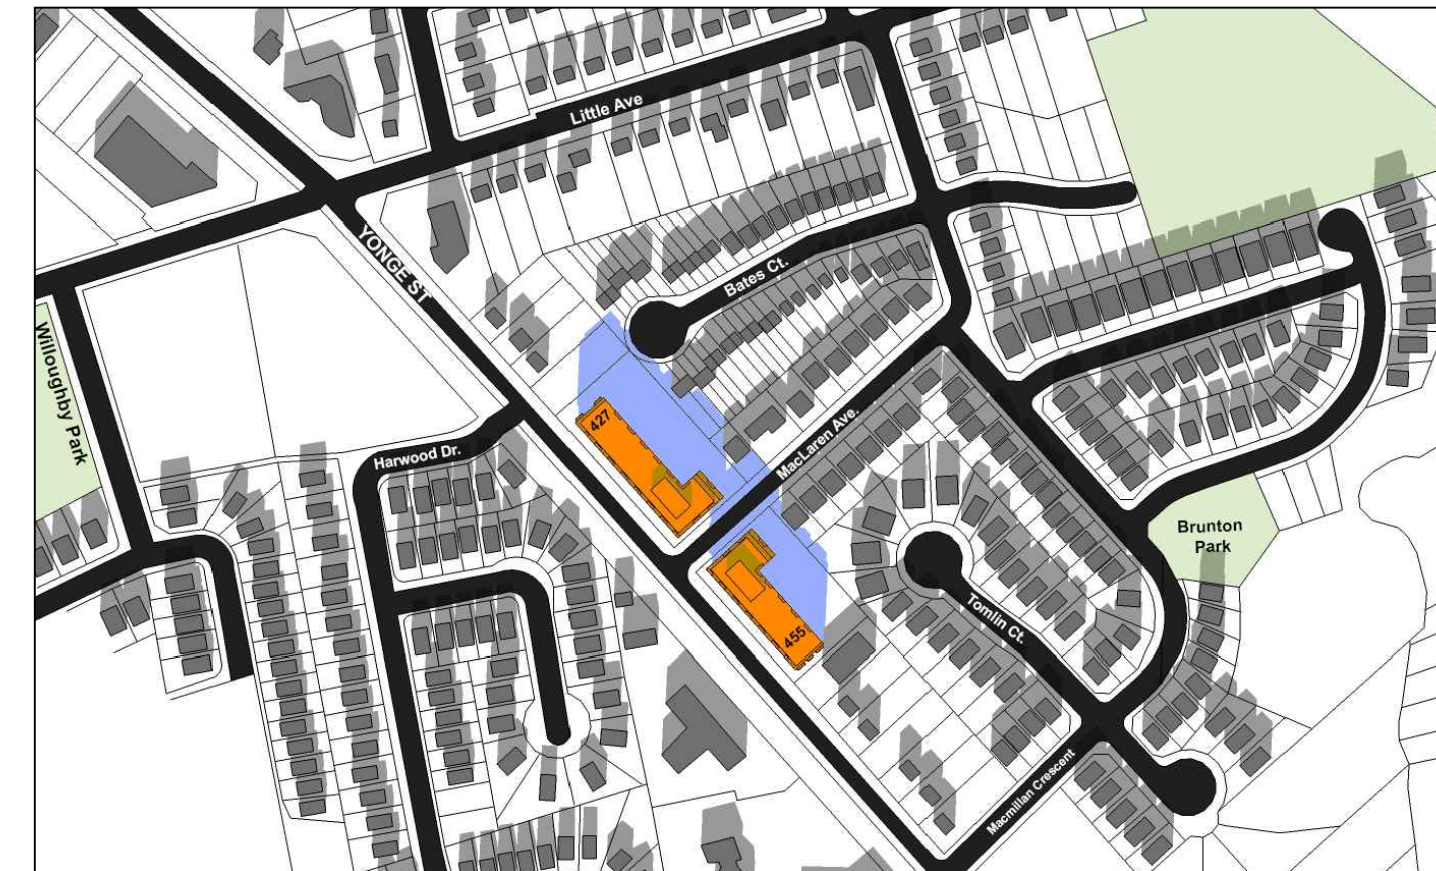 Little Ave
YONGE ST
Bates Ct.
Willoughby Park
427
MacLaren Ave.
Harwood Dr.
Brunton
Park
Tomlin Ct.
455
Macmillan Crescent